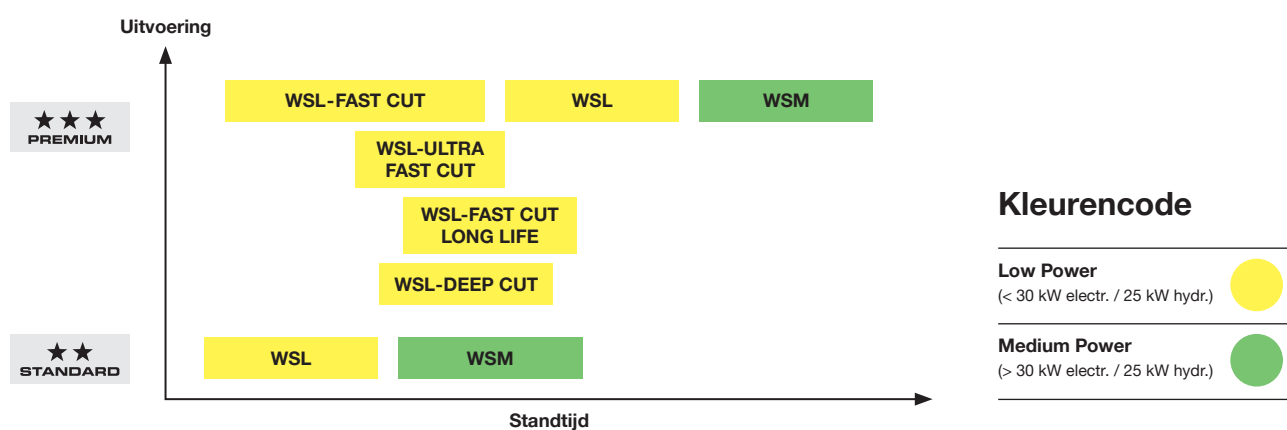 Uitvoering
★★★
PREMIUM
WSL-FAST CUT
WSL
WSM
WSL-ULTRA
FAST CUT
WSL-FAST CUT
LONG LIFE
WSL-DEEP CUT
★★
STANDARD
WSL
WSM
Standtijd
Kleurencode
Low Power
(< 30 kW electr. / 25 kW hydr.)
Medium Power
(> 30 kW electr. / 25 kW hydr.)